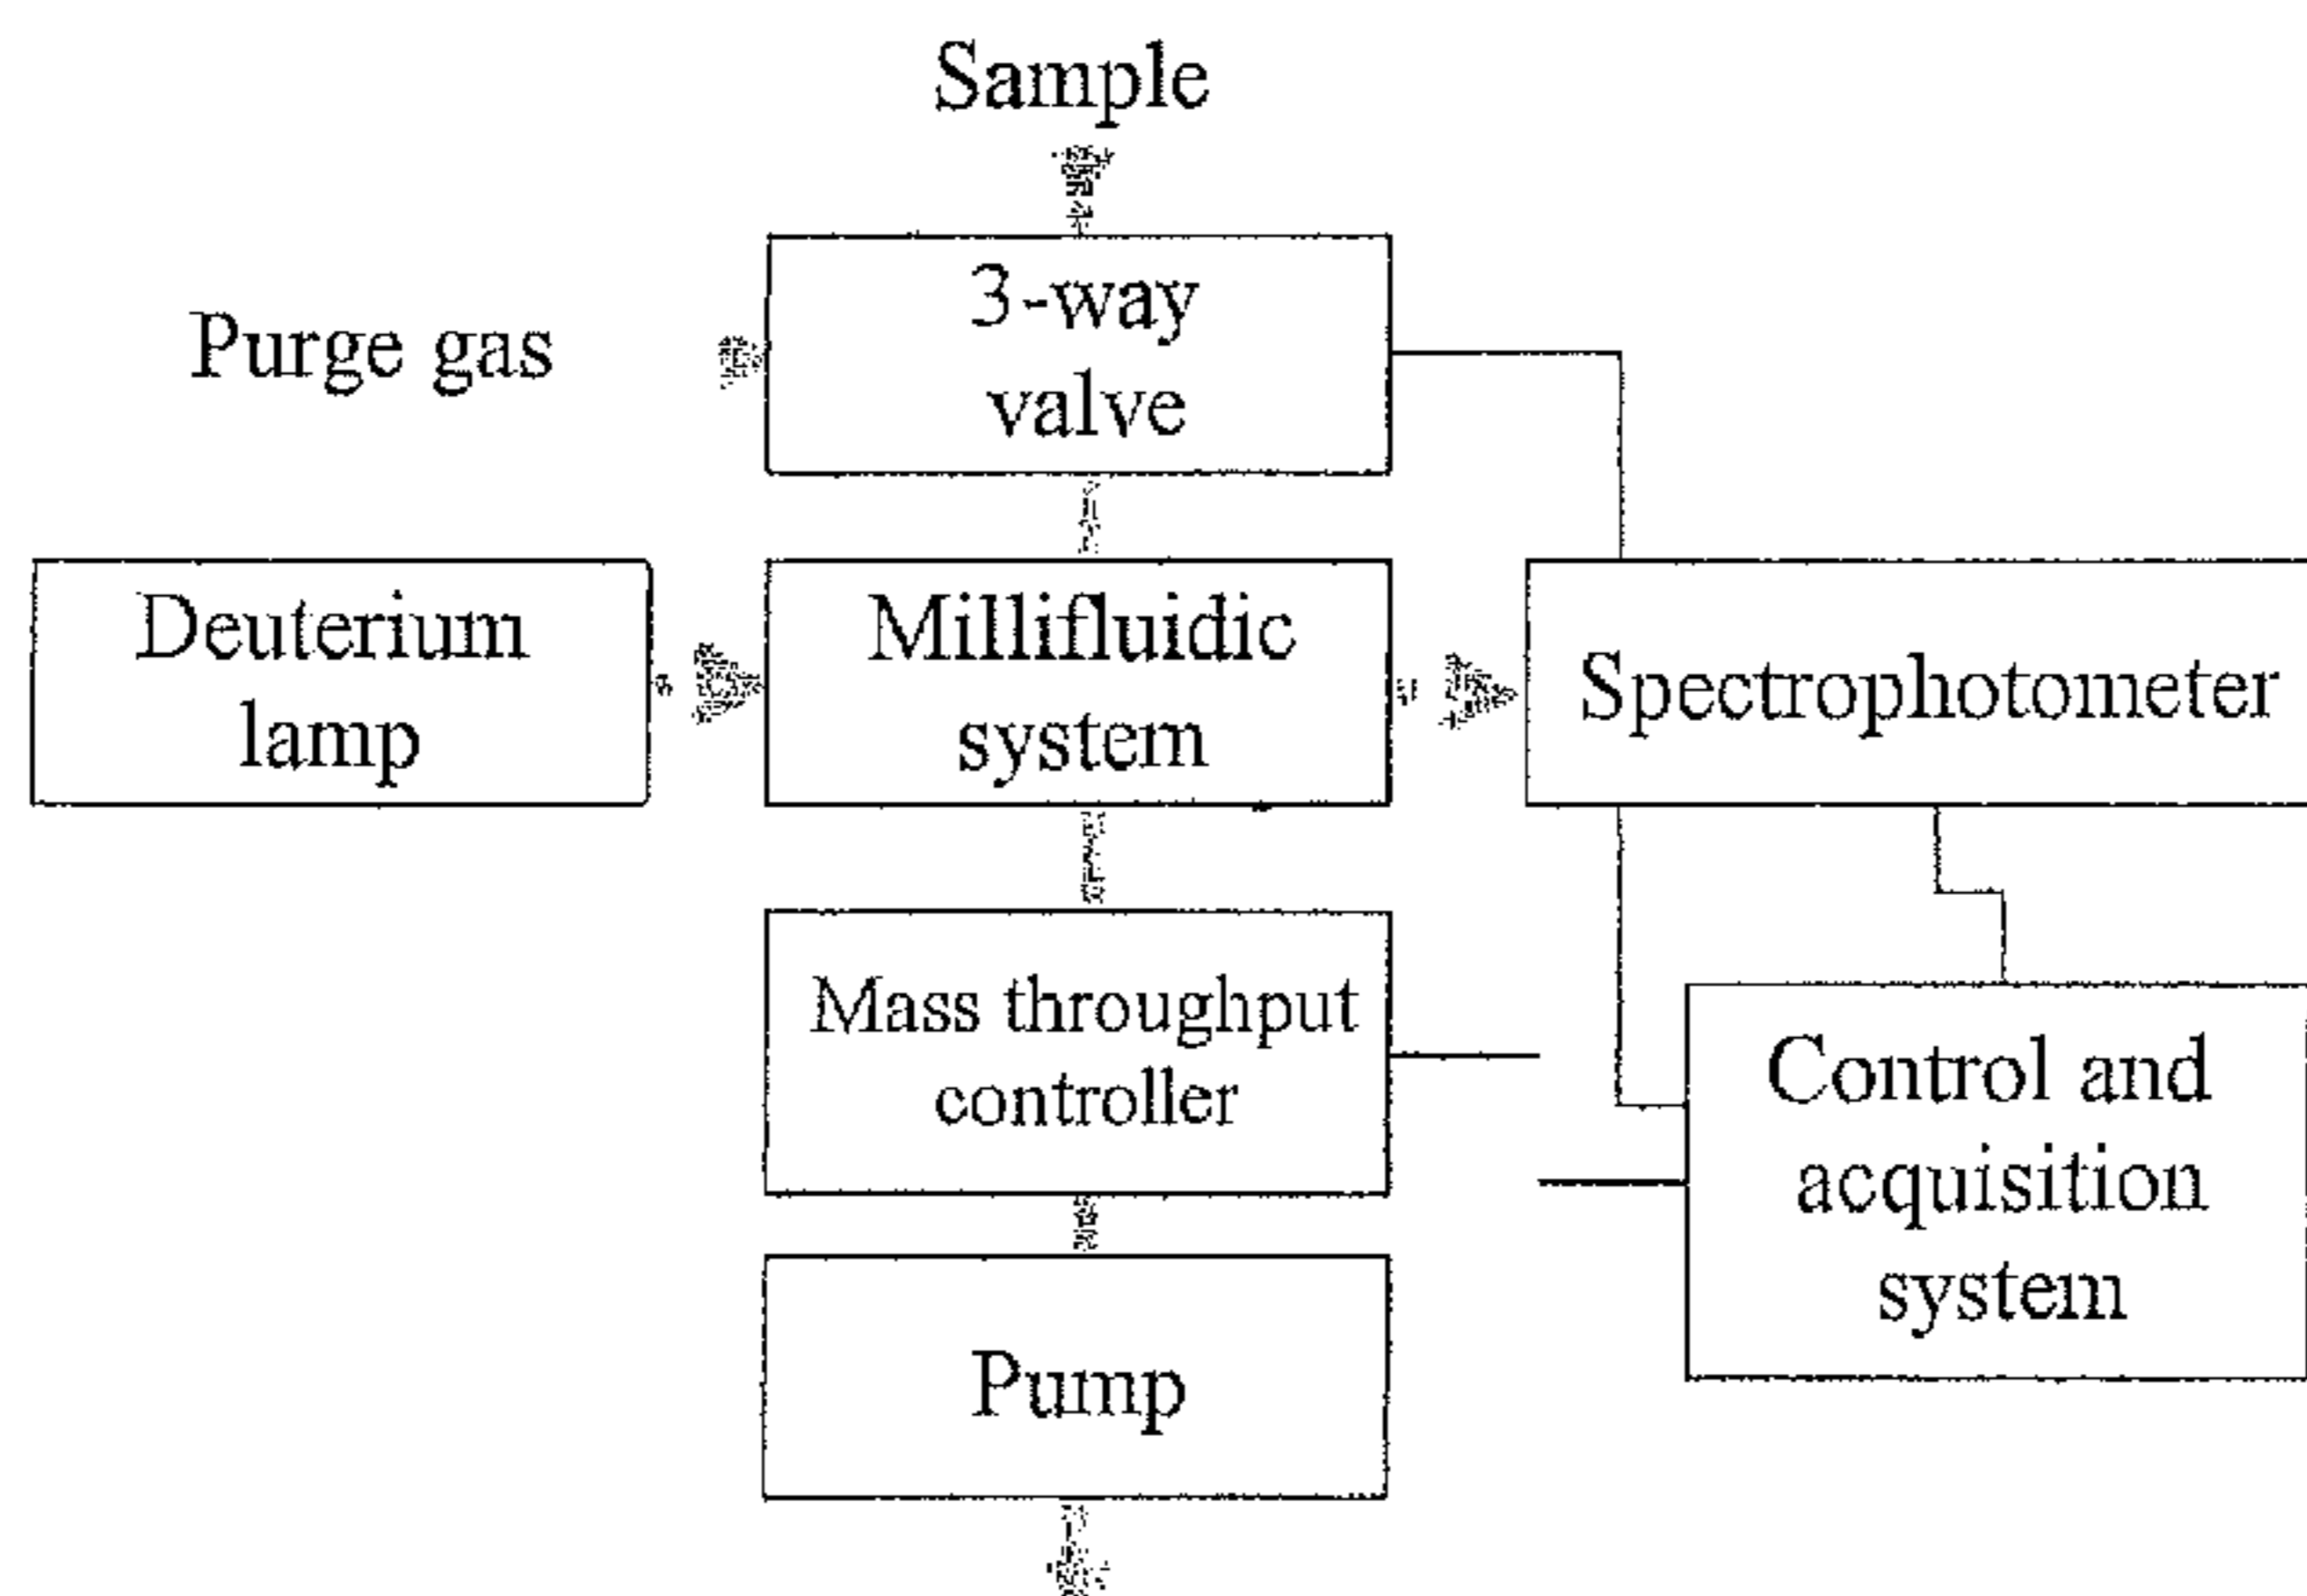 Sample
3-way
valve
Purge gas
Deuterium
lamp
Millifluidic
system
Spectrophotometer
Mass throughput
controller
Control and
acquisition
system
Pump